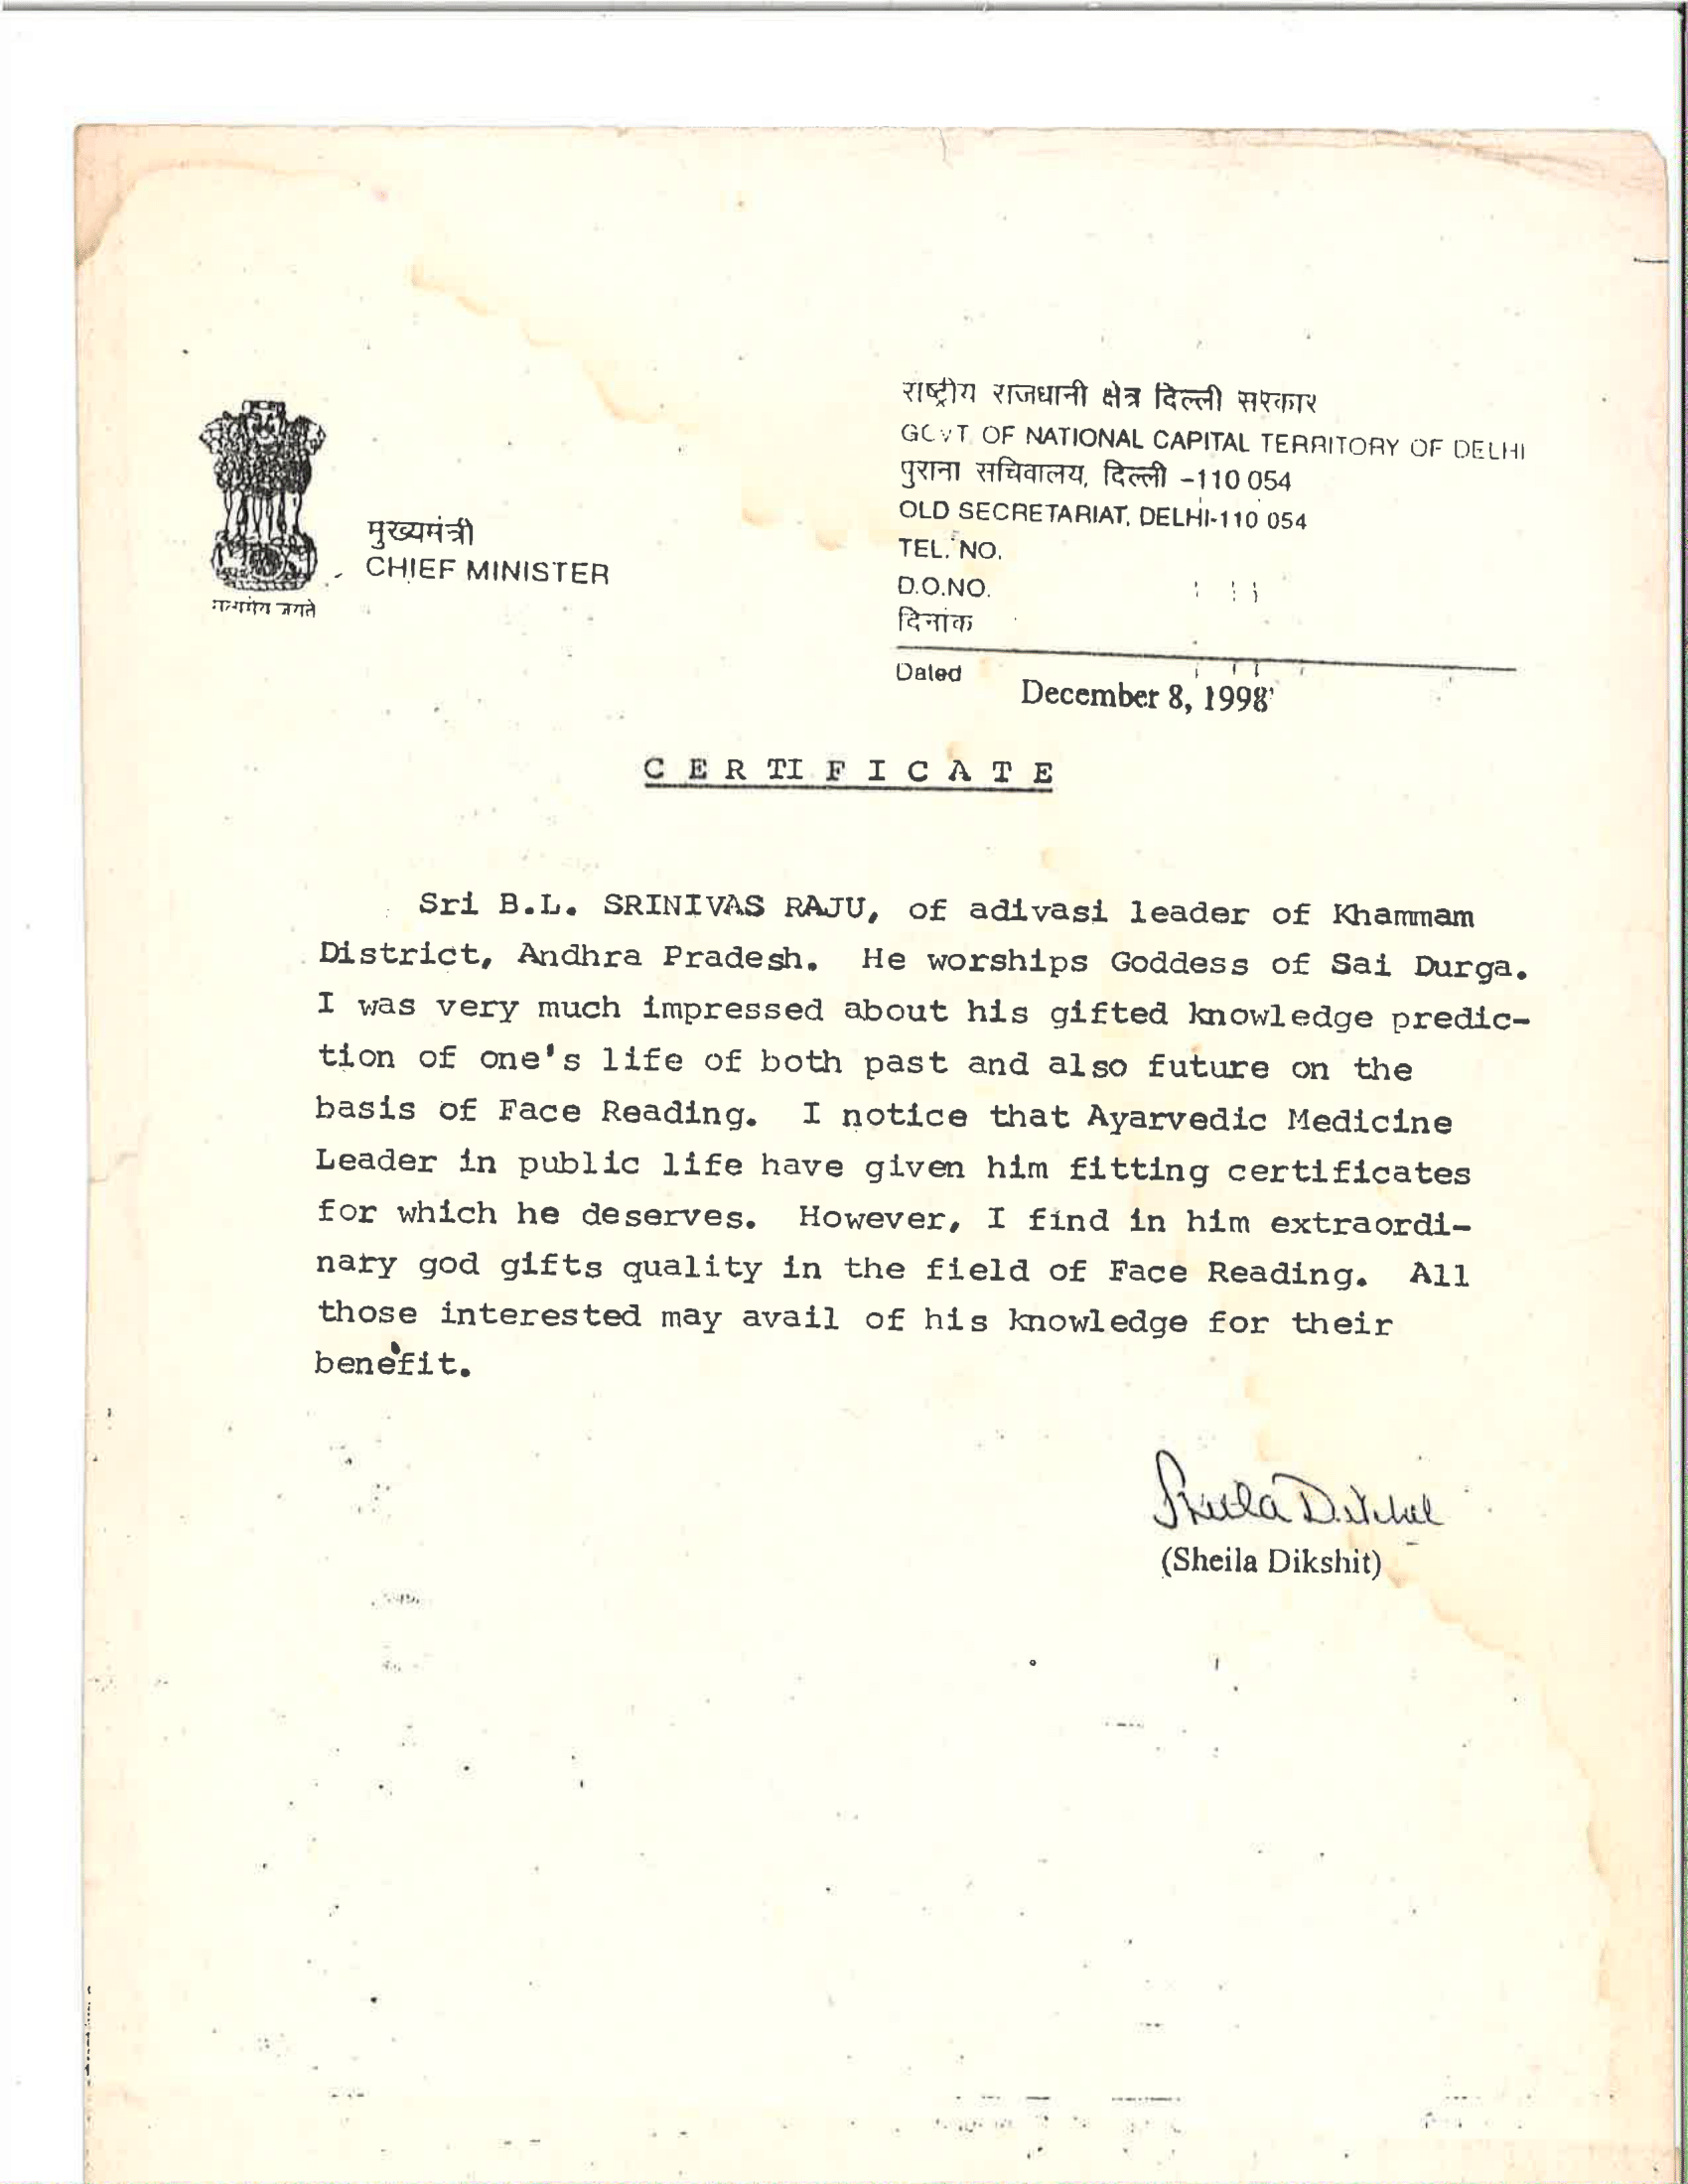 राष्ट्रीय राजधानी क्षेत्र दिल्ली सरकार
GOVT. OF NATIONAL CAPITAL TERRITORY OF DELHI
पुराना सचिवालय, दिल्ली -110 054
OLD SECRETARIAT, DELHI-110 054
TEL. NO.
D.O.NO.
दिनांक
मुख्यमंत्री
CHIEF MINISTER
सत्यमेव जयते
Dated
December 8, 1998
CERTIFICATE
Sri B.L. SRINIVAS RAJU, of adivasi leader of Khammam
District, Andhra Pradesh. He worships Goddess of Sai Durga.
I was very much impressed about his gifted knowledge predic-
tion of one's life of both past and also future on the
basis of Face Reading. I notice that Ayarvedic Medicine
Leader in public life have given him fitting certificates
for which he deserves. However, I find in him extraordi-
nary god gifts quality in the field of Face Reading. All
those interested may avail of his knowledge for their
benefit.
Sheila Dikshit
(Sheila Dikshit)